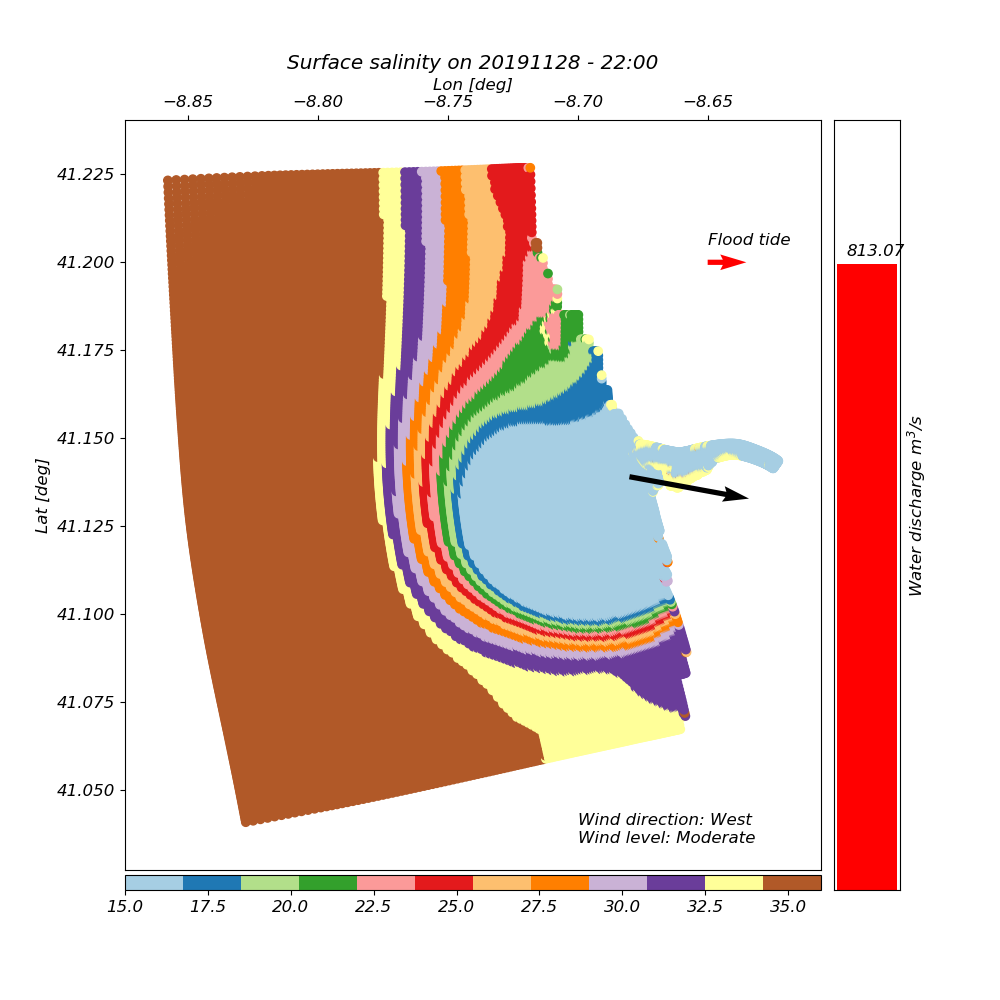 Surface salinity on 20191128 - 22:00
Lon [deg]
−8.85 −8.80 −8.75 −8.70 −8.65
41.225
41.200
41.175
41.150
41.125
41.100
41.075
41.050
Lat [deg]
Flood tide
813.07
Water discharge m³/s
Wind direction: West
Wind level: Moderate
15.0 17.5 20.0 22.5 25.0 27.5 30.0 32.5 35.0